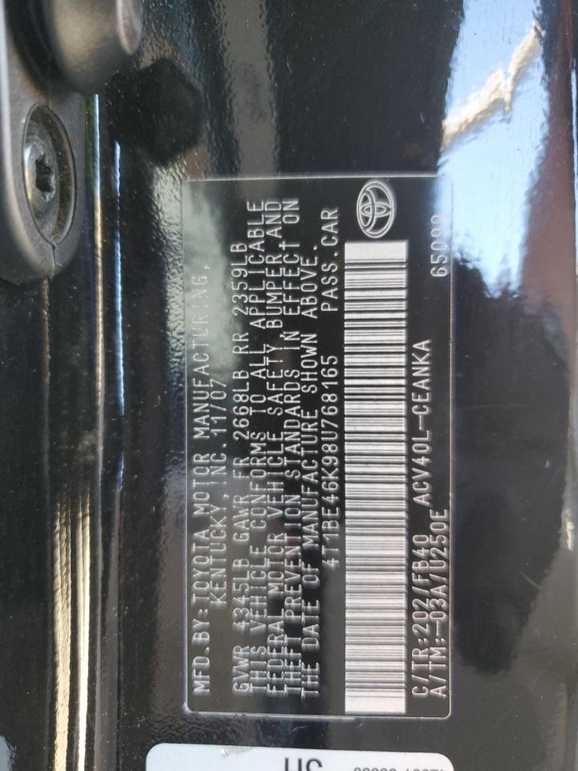 MFD.BY:TOYOTA MOTOR MANUFACTURING,
KENTUCKY, INC. 11/07
GVWR 4345LB GAWR FR 2668LB RR 2359LB
THIS VEHICLE CONFORMS TO ALL APPLICABLE
FEDERAL MOTOR VEHICLE SAFETY, BUMPER,AND
THEFT PREVENTION STANDARDS IN EFFECT ON
THE DATE OF MANUFACTURE SHOWN ABOVE.
4T1BE46K98U768165 PASS.CAR
C/TR:202/FB40 ACV40L-CEANKA
A/TM:-03A/U250E